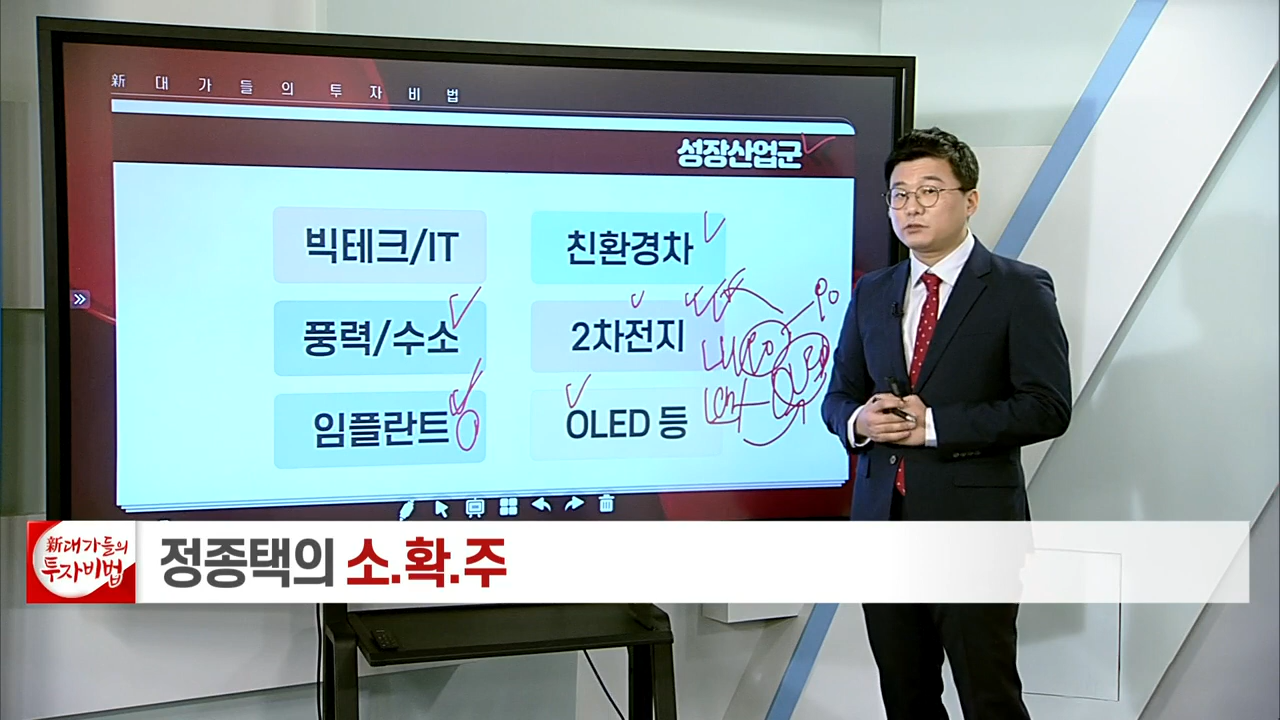 新 대 가 들 의 투 자 비 법
성장산업군
빅테크/IT
친환경차
풍력/수소
2차전지
임플란트
OLED 등
新대가들의
투자비법
정종택의 소.확.주